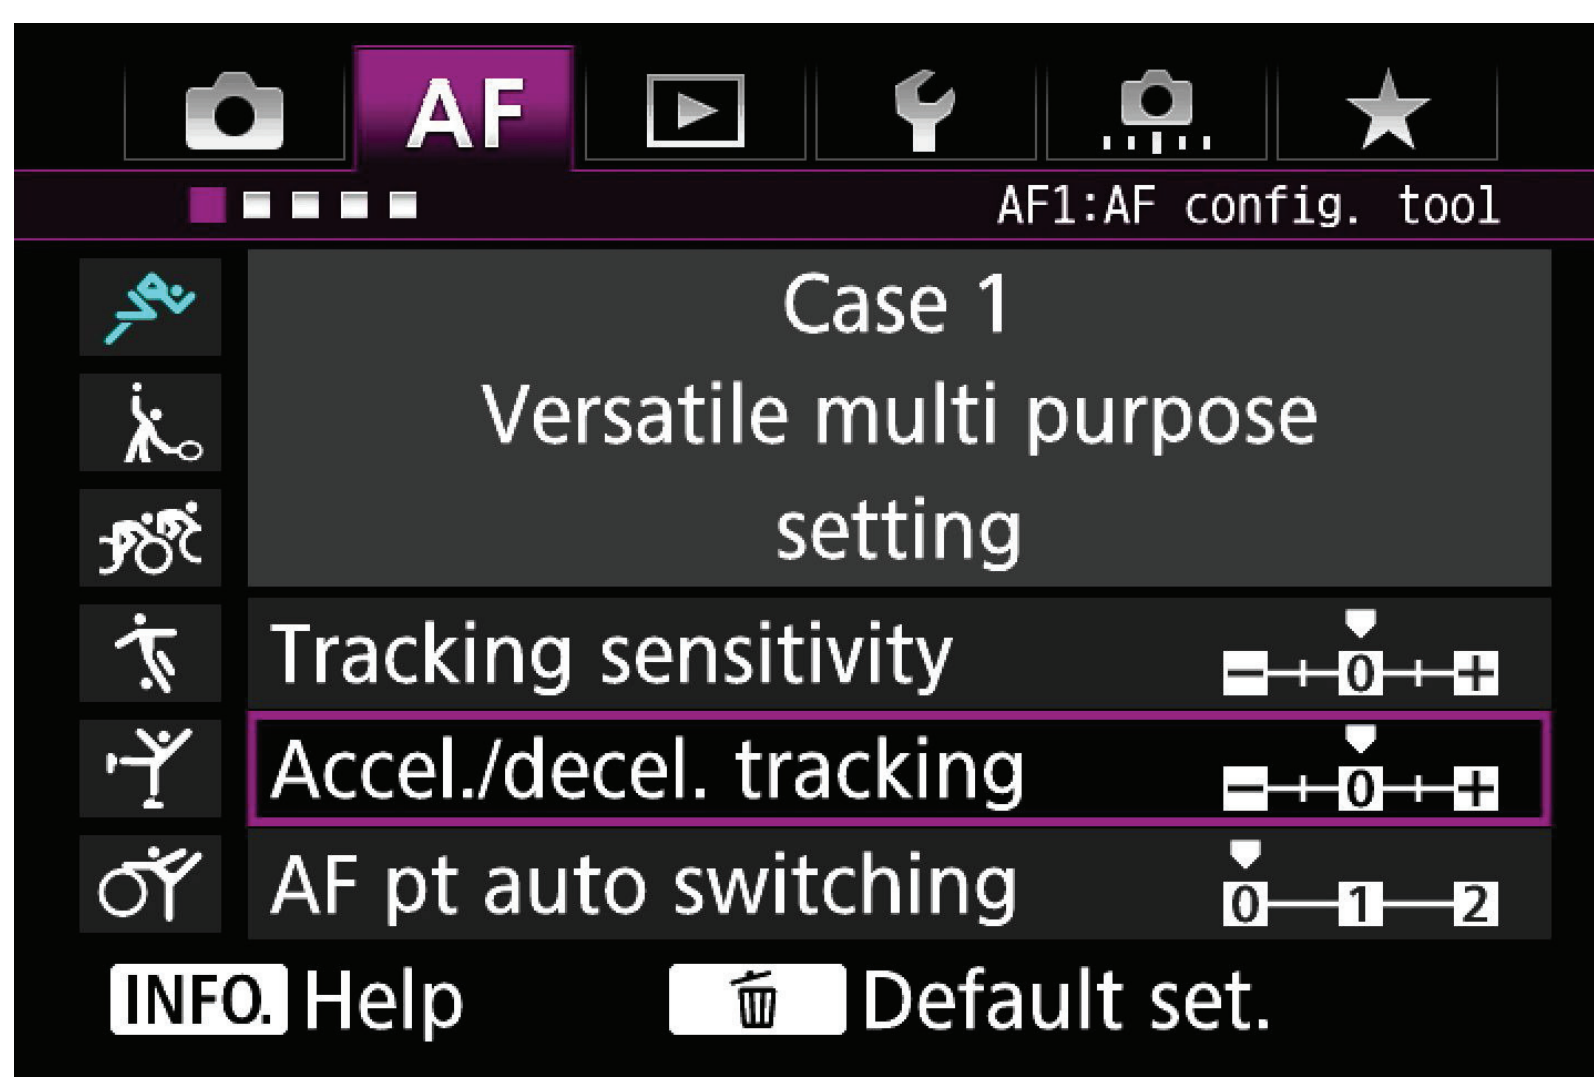 AF
AF1:AF config. tool
Case 1
Versatile multi purpose
setting
Tracking sensitivity
- 0 +
Accel./decel. tracking
- 0 +
AF pt auto switching
0 1 2
INFO. Help
Default set.